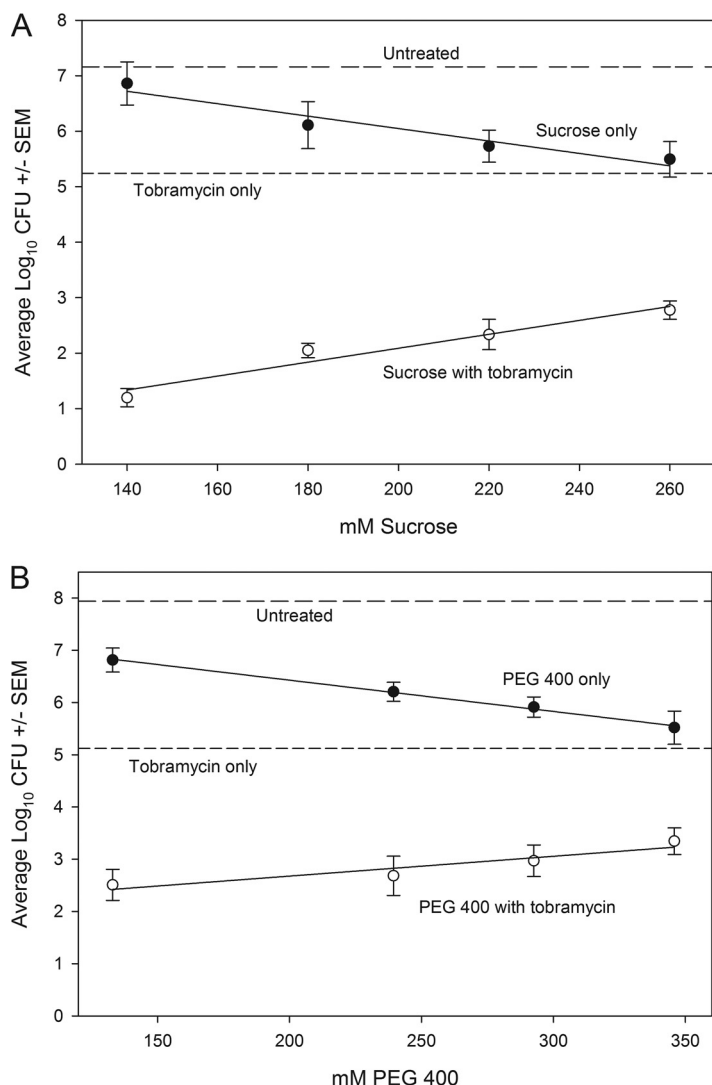 A
8
7
6
5
4
3
2
1
0
Average Log₁₀ CFU +/- SEM
Untreated
Sucrose only
Tobramycin only
Sucrose with tobramycin
140 160 180 200 220 240 260
mM Sucrose
B
8
7
6
5
4
3
2
1
0
Average Log₁₀ CFU +/- SEM
Untreated
PEG 400 only
Tobramycin only
PEG 400 with tobramycin
150 200 250 300 350
mM PEG 400